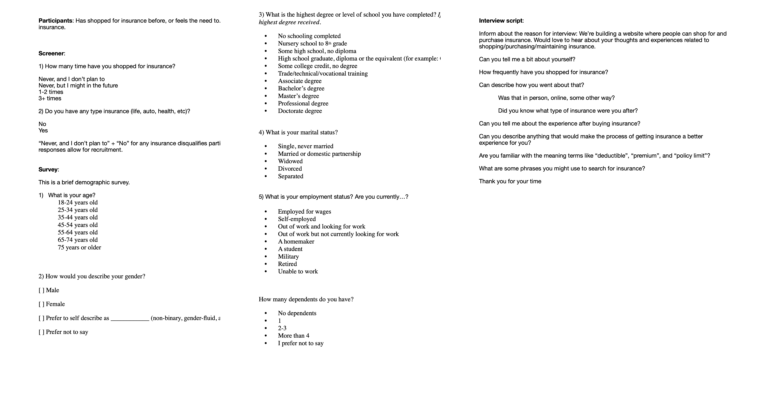 Participants: Has shopped for insurance before, or feels the need to.
insurance.
Screener:
1) How many time have you shopped for insurance?
Never, and I don't plan to
Never, but I might in the future
1-2 times
3+ times
2) Do you have any type insurance (life, auto, health, etc)?
No
Yes
"Never, and I don't plan to" + "No" for any insurance disqualifies parti
responses allow for recruitment.
Survey:
This is a brief demographic survey.
1) What is your age?
18-24 years old
25-34 years old
35-44 years old
45-54 years old
55-64 years old
65-74 years old
75 years or older
2) How would you describe your gender?
[ ] Male
[ ] Female
[ ] Prefer to self describe as ____________ (non-binary, gender-fluid,
[ ] Prefer not to say
3) What is the highest degree or level of school you have completed?
highest degree received.
• No schooling completed
• Nursery school to 8th grade
• Some high school, no diploma
• High school graduate, diploma or the equivalent (for example:
• Some college credit, no degree
• Trade/technical/vocational training
• Associate degree
• Bachelor's degree
• Master's degree
• Professional degree
• Doctorate degree
4) What is your marital status?
• Single, never married
• Married or domestic partnership
• Widowed
• Divorced
• Separated
5) What is your employment status? Are you currently…?
• Employed for wages
• Self-employed
• Out of work and looking for work
• Out of work but not currently looking for work
• A homemaker
• A student
• Military
• Retired
• Unable to work
How many dependents do you have?
• No dependents
• 1
• 2-3
• More than 4
• I prefer not to say
Interview script:
Inform about the reason for interview: We're building a website where people can shop for and
purchase insurance. Would love to hear about your thoughts and experiences related to
shopping/purchasing/maintaining insurance.
Can you tell me a bit about yourself?
How frequently have you shopped for insurance?
Can describe how you went about that?
Was that in person, online, some other way?
Did you know what type of insurance were you after?
Can you tell me about the experience after buying insurance?
Can you describe anything that would make the process of getting insurance a better
experience for you?
Are you familiar with the meaning terms like "deductible", "premium", and "policy limit"?
What are some phrases you might use to search for insurance?
Thank you for your time